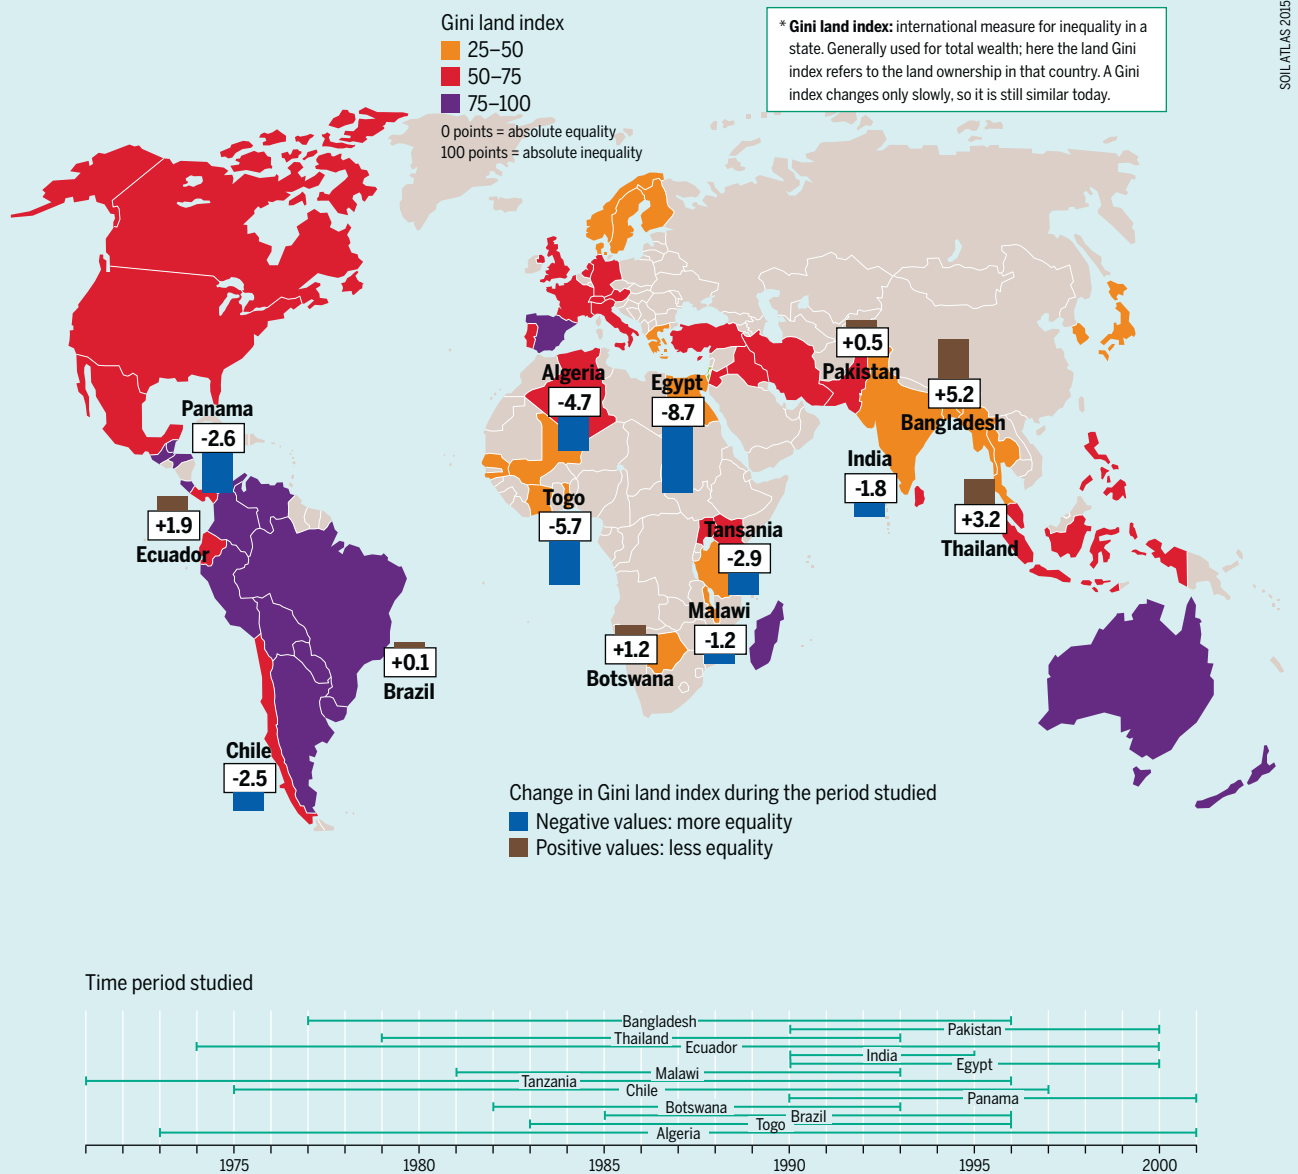 SOIL ATLAS 2015
Gini land index
25–50
50–75
75–100
0 points = absolute equality
100 points = absolute inequality
* Gini land index: international measure for inequality in a
state. Generally used for total wealth; here the land Gini
index refers to the land ownership in that country. A Gini
index changes only slowly, so it is still similar today.
+0.5
Pakistan
Algeria
-4.7
Egypt
-8.7
+5.2
Bangladesh
Panama
-2.6
India
-1.8
Togo
-5.7
+1.9
Ecuador
+3.2
Thailand
Tansania
-2.9
Malawi
-1.2
+1.2
Botswana
+0.1
Brazil
Chile
-2.5
Change in Gini land index during the period studied
Negative values: more equality
Positive values: less equality
Time period studied
Bangladesh
Pakistan
Thailand
Ecuador
India
Egypt
Malawi
Tanzania
Chile
Panama
Botswana
Brazil
Togo
Algeria
1975 1980 1985 1990 1995 2000